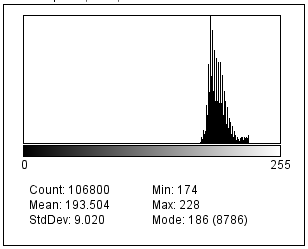 0 255
Count: 106800 Min: 174
Mean: 193.504 Max: 228
StdDev: 9.020 Mode: 186 (8786)